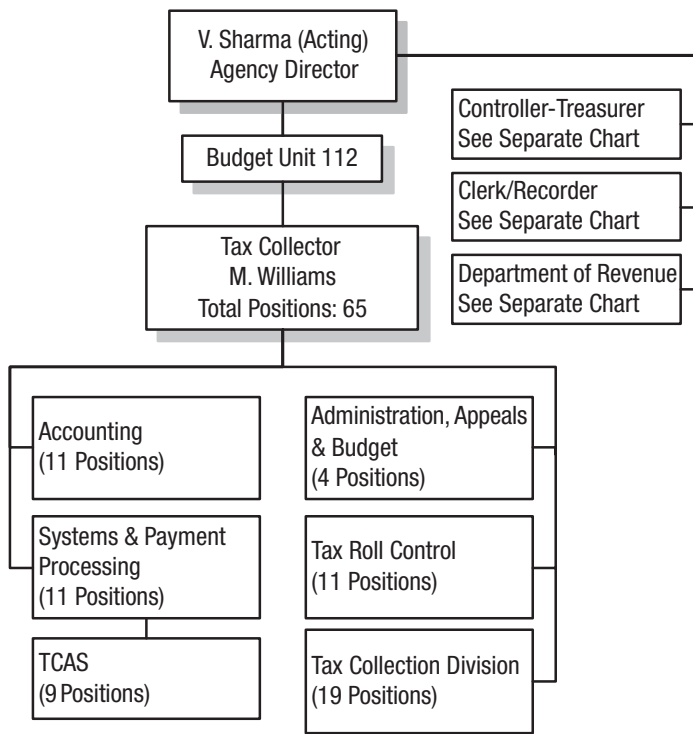 V. Sharma (Acting)
Agency Director
Budget Unit 112
Tax Collector
M. Williams
Total Positions: 65
Controller-Treasurer
See Separate Chart
Clerk/Recorder
See Separate Chart
Department of Revenue
See Separate Chart
Accounting
(11 Positions)
Systems & Payment
Processing
(11 Positions)
TCAS
(9 Positions)
Administration, Appeals
& Budget
(4 Positions)
Tax Roll Control
(11 Positions)
Tax Collection Division
(19 Positions)